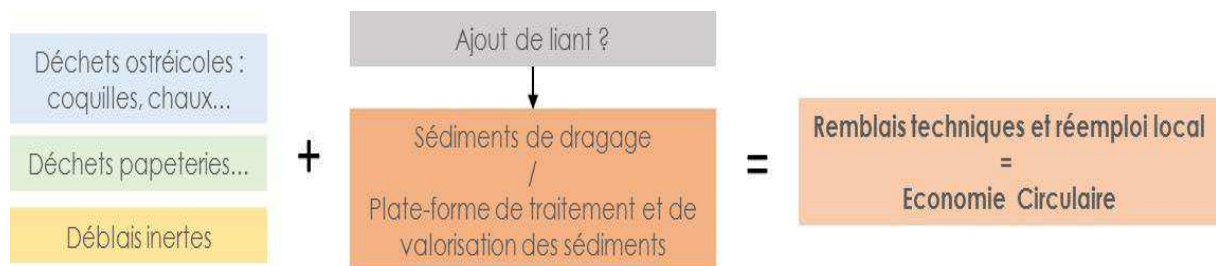 Déchets ostréicoles :
coquilles, chaux...
Déchets papeteries...
Déblais inertes
+
Ajout de liant ?
Sédiments de dragage
/
Plate-forme de traitement et de
valorisation des sédiments
=
Remblais techniques et réemploi local
=
Economie Circulaire